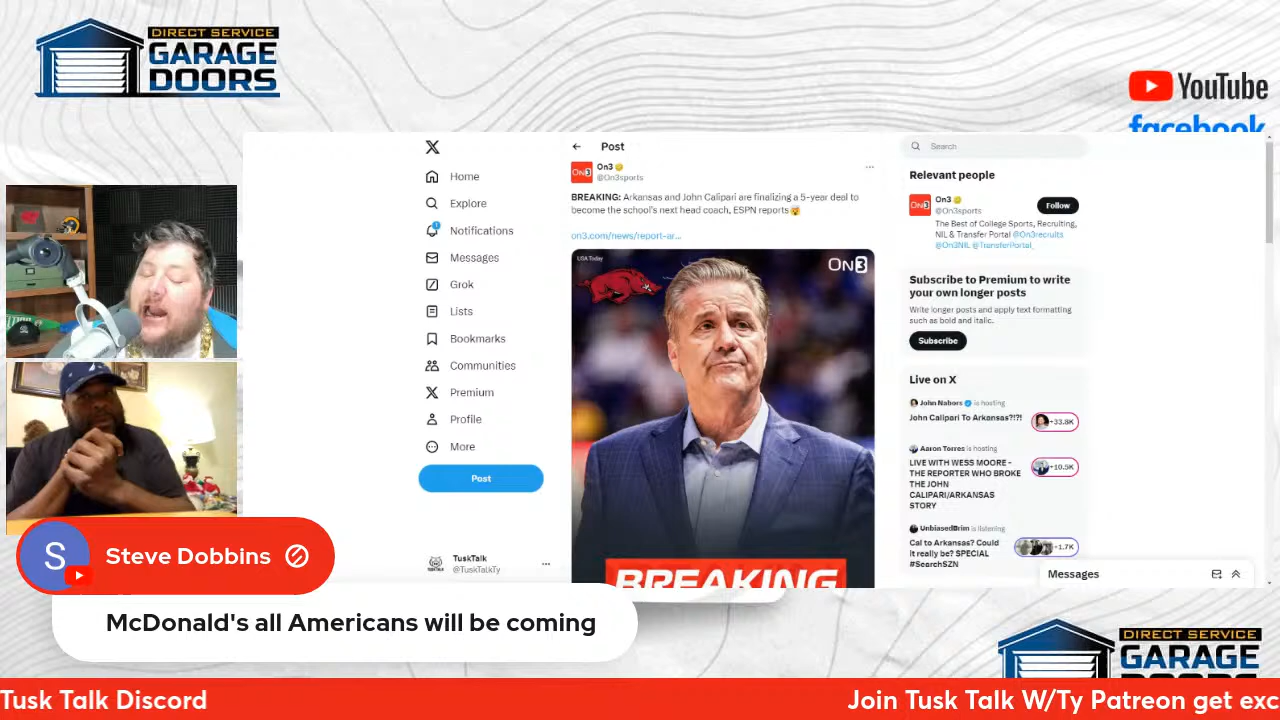 DIRECT SERVICE
GARAGE
DOORS
YouTube
facebook
Post
Search
On3
@On3sports
BREAKING: Arkansas and John Calipari are finalizing a 5-year deal to
become the school's next head coach, ESPN reports🤯
on3.com/news/report-ar...
USA Today
ON3
BREAKING
Home
Explore
Notifications
Messages
Grok
Lists
Bookmarks
Communities
Premium
Profile
More
Post
TuskTalk
@TuskTalkTy
Relevant people
On3
@On3sports
Follow
The Best of College Sports, Recruiting,
NIL & Transfer Portal @On3recruits
@On3NIL @TransferPortal_
Subscribe to Premium to write
your own longer posts
Write longer posts and apply text formatting
such as bold and italic.
Subscribe
Live on X
John Nabors is hosting
John Calipari To Arkansas?!?!
+33.8K
Aaron Torres is hosting
LIVE WITH WESS MOORE -
THE REPORTER WHO BROKE
THE JOHN
CALIPARI/ARKANSAS
STORY
+10.5K
UnbiasedBrim is listening
Cal to Arkansas? Could
it really be? SPECIAL
#SearchSZN
+1.7K
Messages
S
Steve Dobbins
McDonald's all Americans will be coming
DIRECT SERVICE
GARAGE
Tusk Talk Discord
Join Tusk Talk W/Ty Patreon get exc